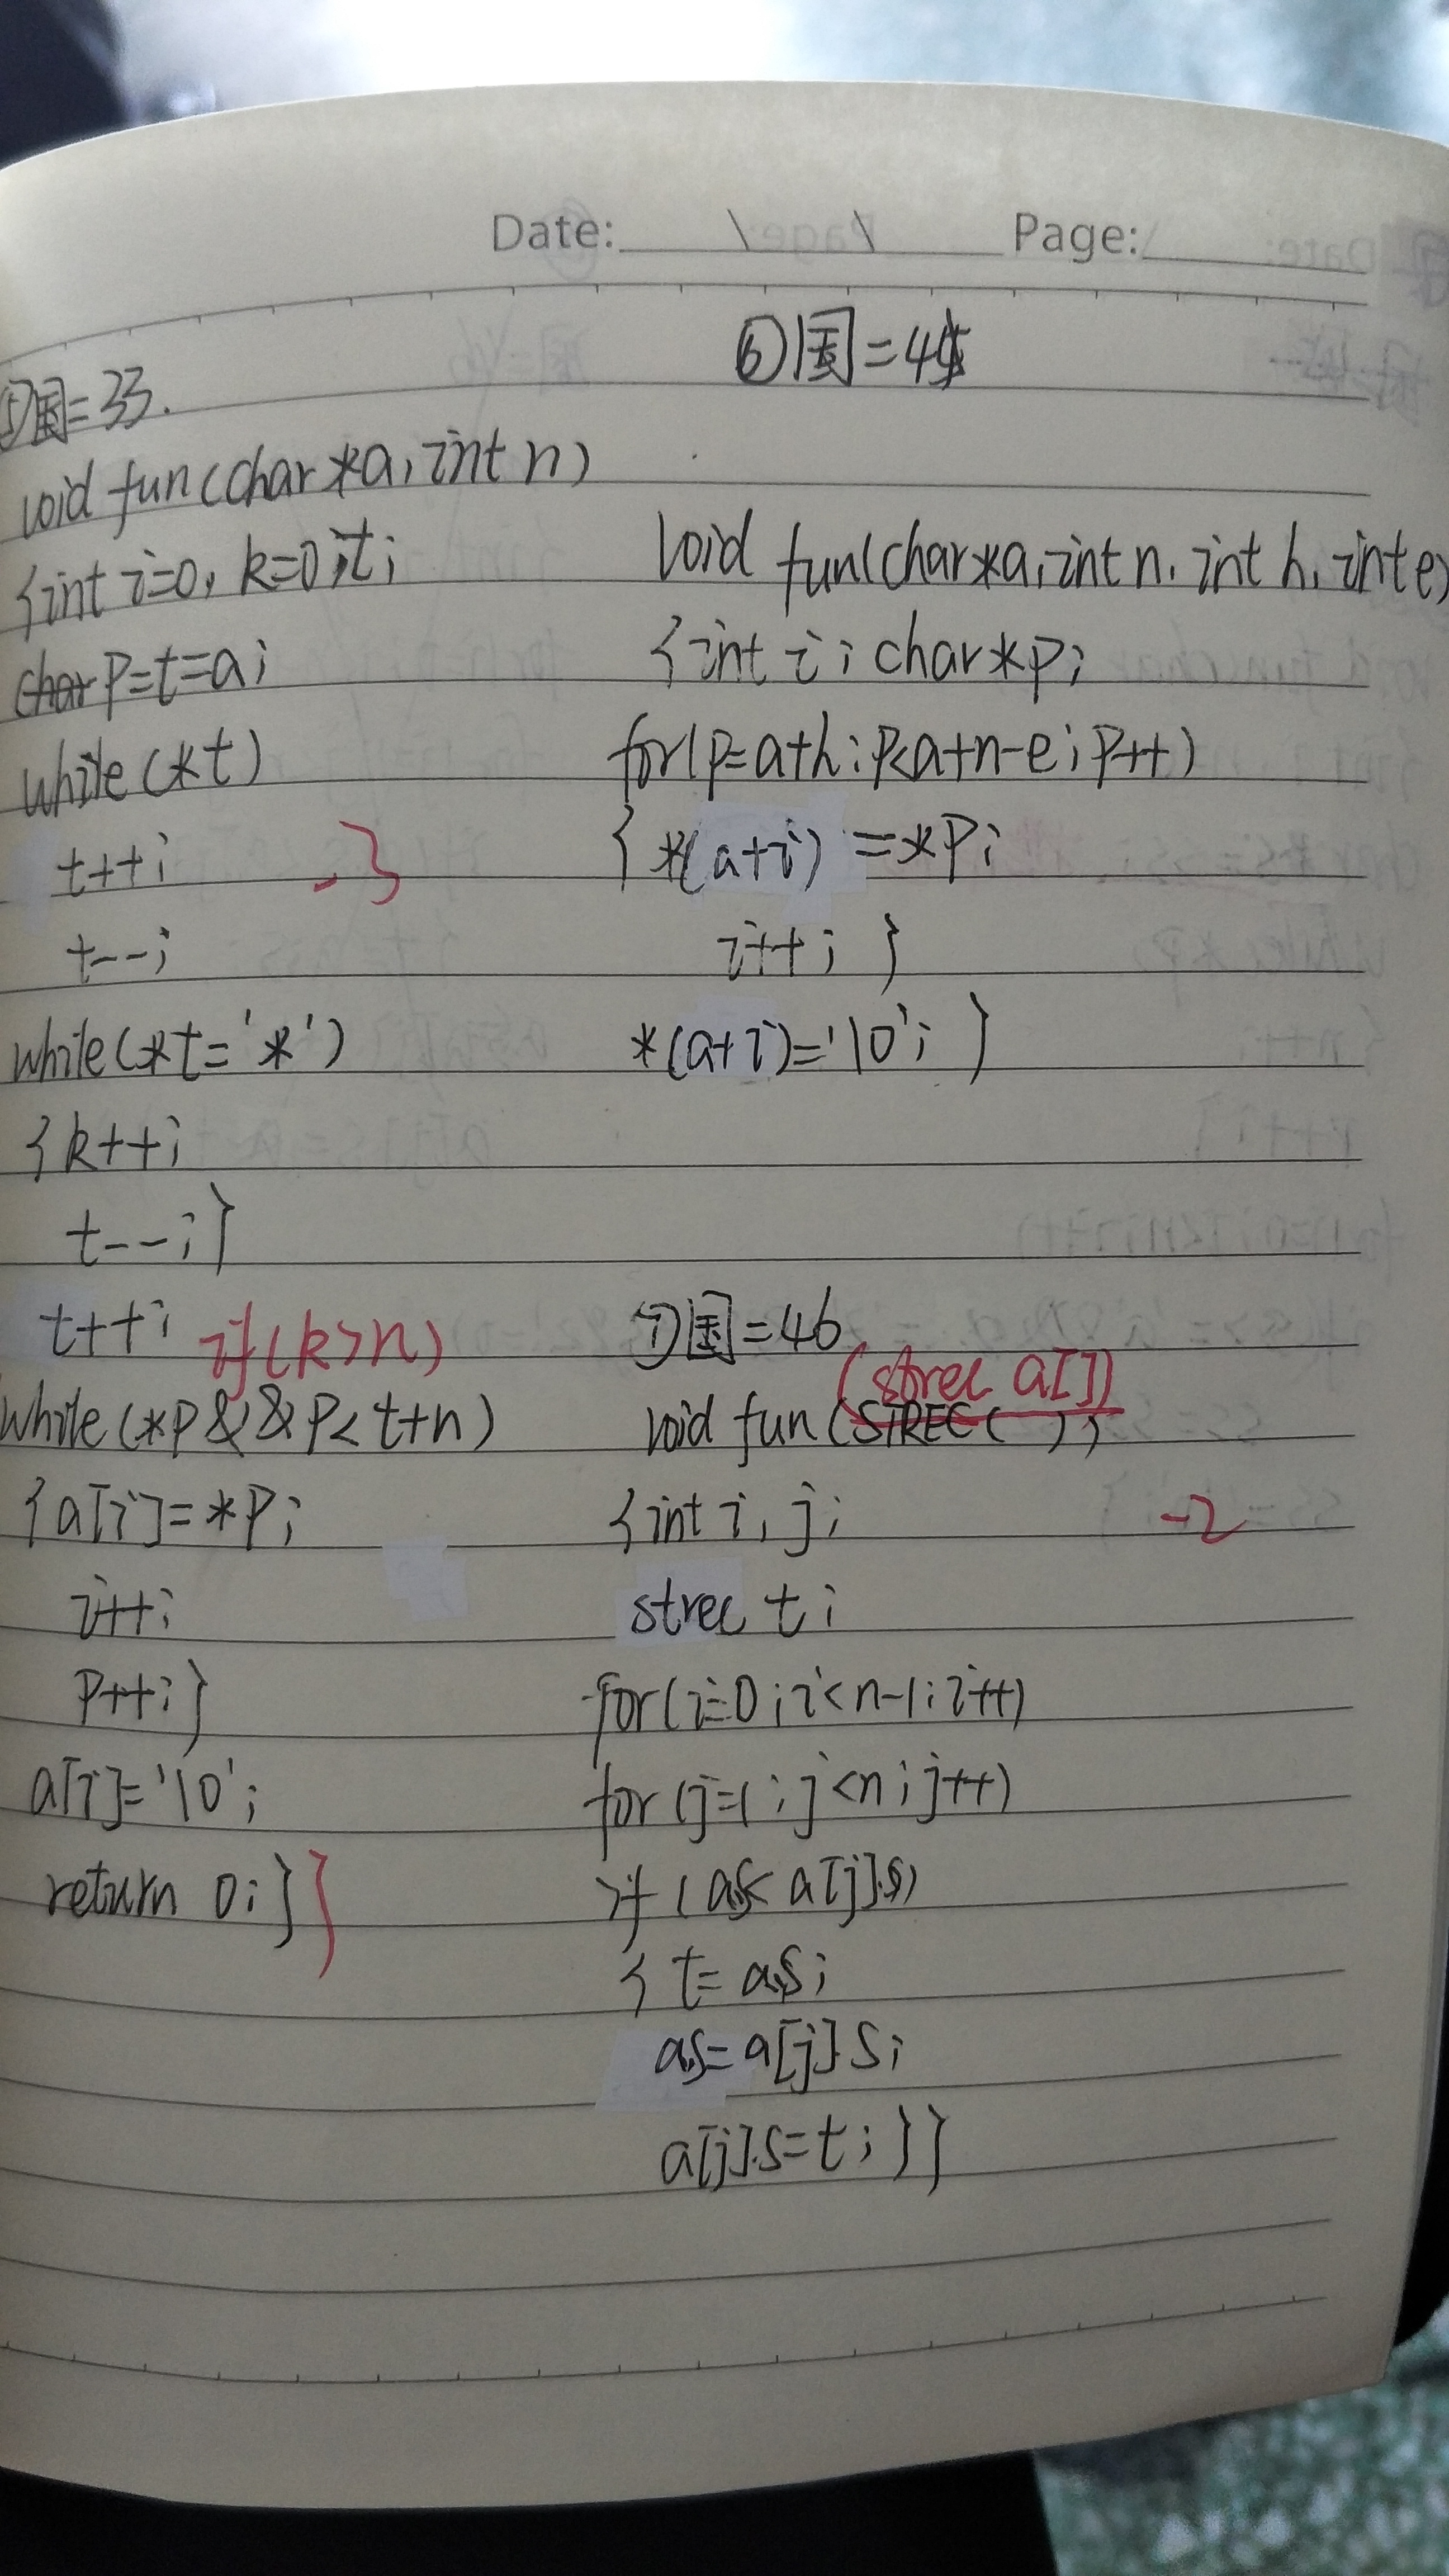 Date: \ \ Page:
⑤国=33.
void fun(char*a,int n)
{int i=0, k=0;t;
char p=t=a;
while(*t)
t++; -3
t--;
while(*t='*')
{k++;
t--;}
t++; if(k>n)
while(*p&&p<t+n)
{a[i]=*p;
i++;
p++;}
a[i]='\0';
return 0;} }
⑥国=45
void fun(char*a,int n,int h,int e)
{int i; char*p;
for(p=a+h;p<a+n-e;p++)
{*(a+i)=*p;
i++; }
*(a+i)='\0'; }
⑦国=46
(strec a[])
void fun(STREC( ))
{int i,j; -2
strec t;
for(i=0;i<n-1;i++)
for(j=1;j<n;j++)
if(a.s<a[j].s)
{t=a.s;
a.s=a[j].s;
a[j].s=t;}}